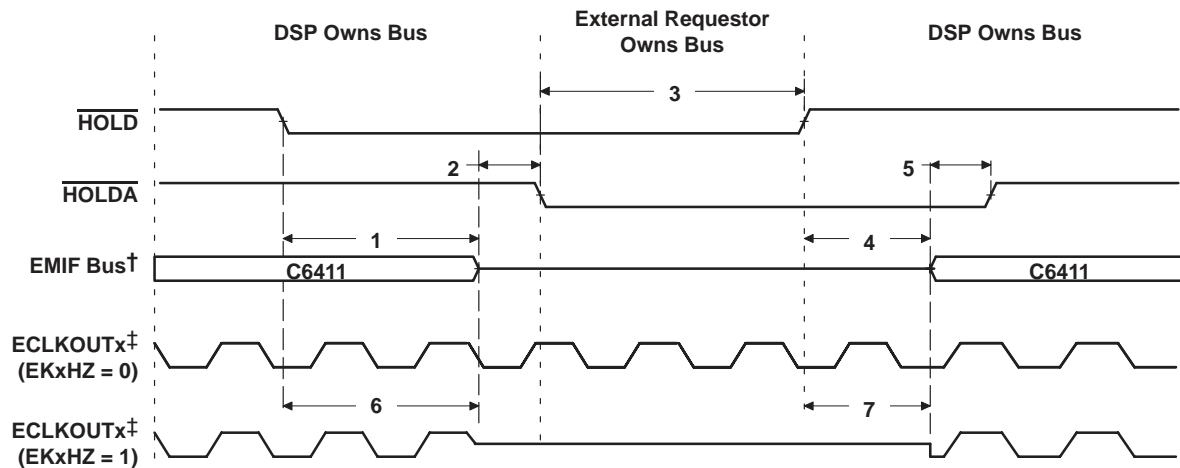 DSP Owns Bus
External Requestor
Owns Bus
DSP Owns Bus
HOLD
3
HOLDA
2
5
1
4
EMIF Bus†
C6411
C6411
ECLKOUTx‡
(EKxHZ = 0)
6
7
ECLKOUTx‡
(EKxHZ = 1)